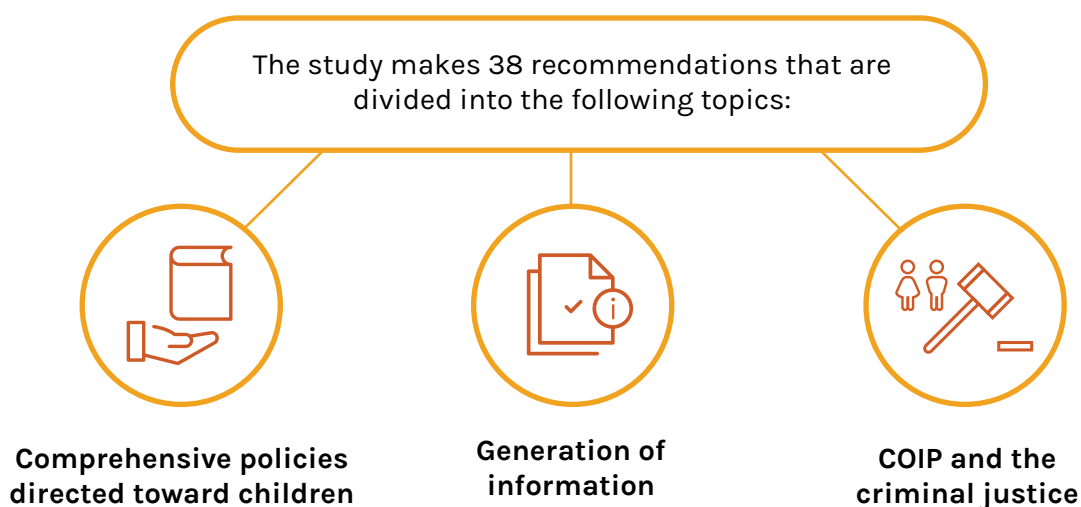 The study makes 38 recommendations that are
divided into the following topics:
i
Comprehensive policies
directed toward children
Generation of
information
COIP and the
criminal justice